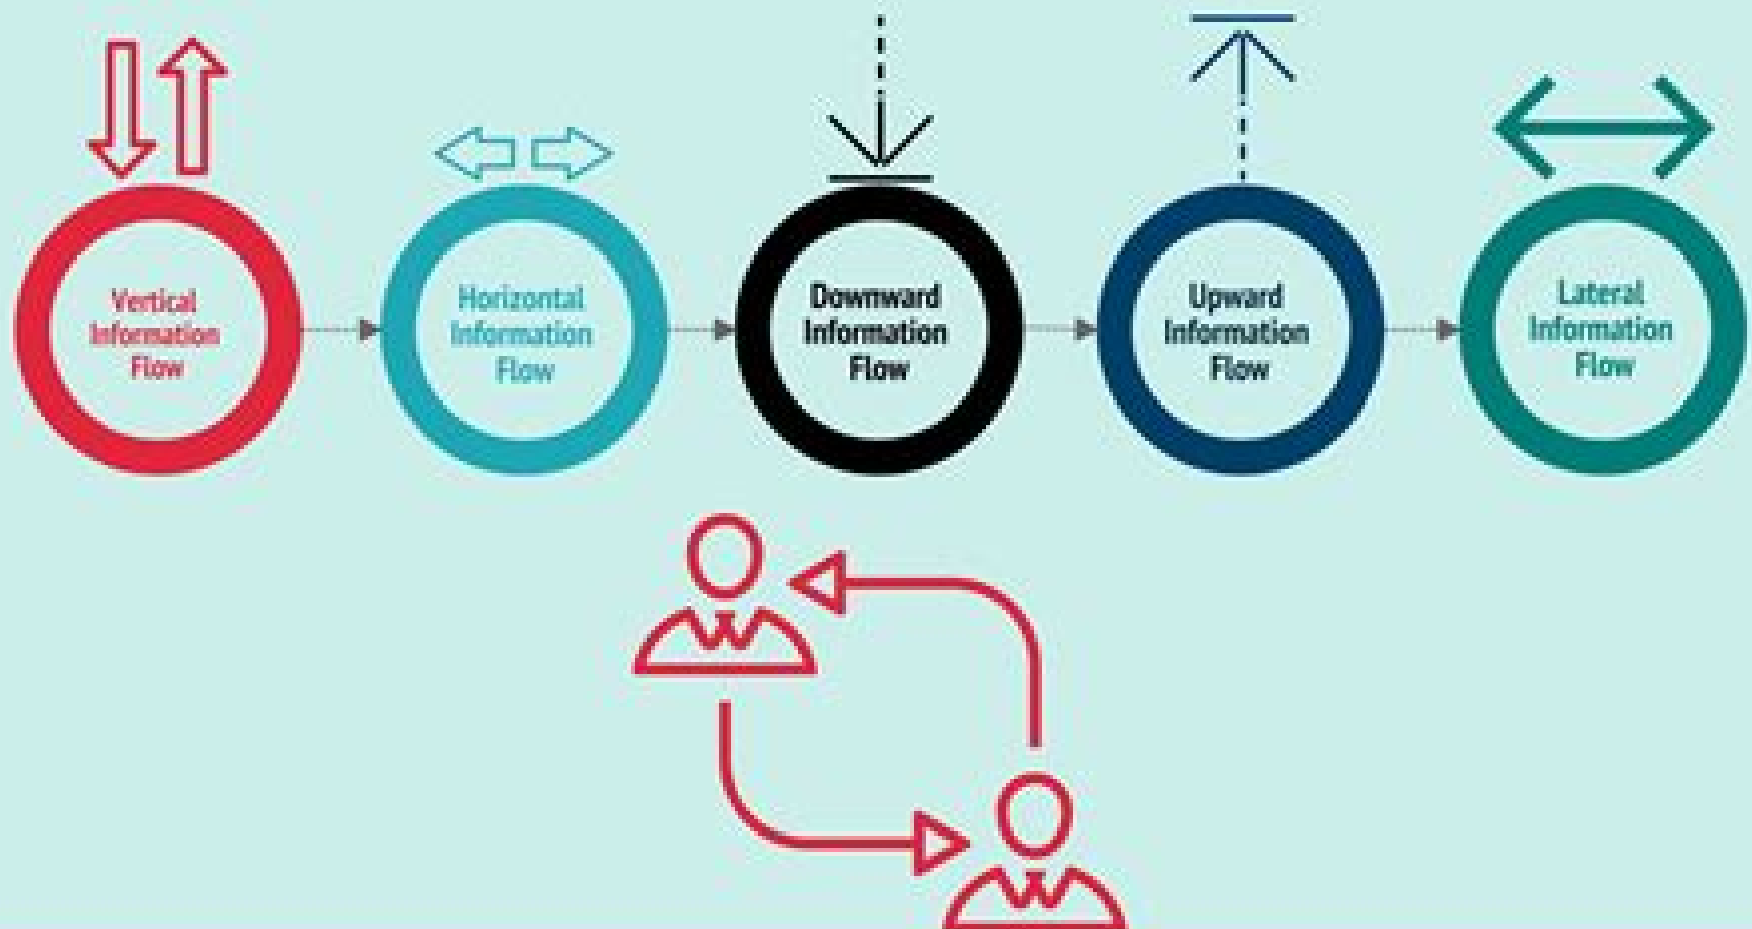 Vertical
Information
Flow
Horizontal
Information
Flow
Downward
Information
Flow
Upward
Information
Flow
Lateral
Information
Flow